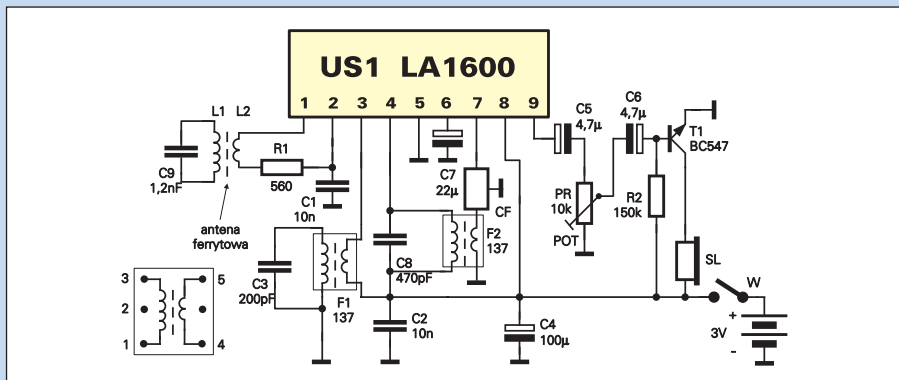 US1 LA1600
1 2 3 4 5 6 7 8 9
L1 L2
C9
1,2nF
R1
560
C1
10n
antena
ferrytowa
C3
200pF
F1
137
C8
470pF
C2
10n
C7
22µ
CF
F2
137
C4
100µ
C5
4,7µ
PR
10k
POT
C6
4,7µ
R2
150k
T1
BC547
SL
W
+
3V
-
3 5
2
1 4